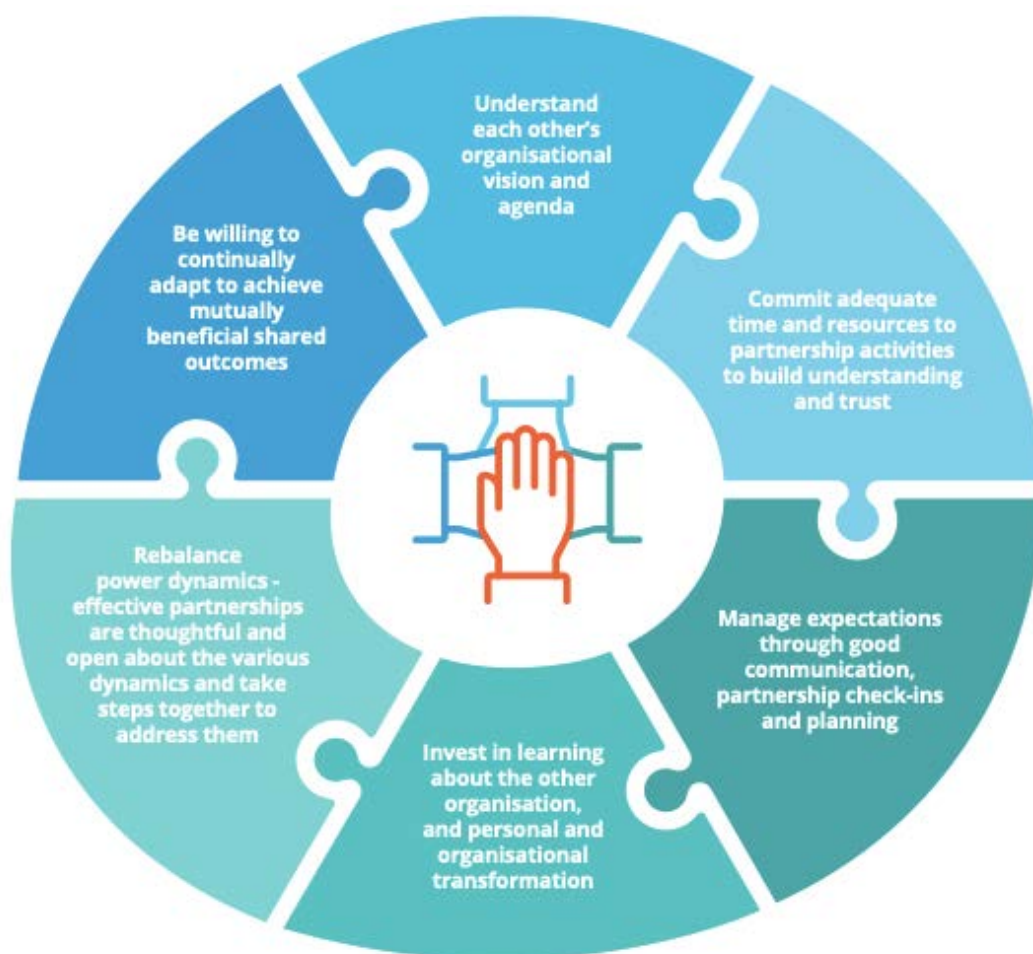 Understand
each other's
organisational
vision and
agenda
Commit adequate
time and resources to
partnership activities
to build understanding
and trust
Manage expectations
through good
communication,
partnership check-ins
and planning
Invest in learning
about the other
organisation,
and personal and
organisational
transformation
Rebalance
power dynamics -
effective partnerships
are thoughtful and
open about the various
dynamics and take
steps together to
address them
Be willing to
continually
adapt to achieve
mutually
beneficial shared
outcomes